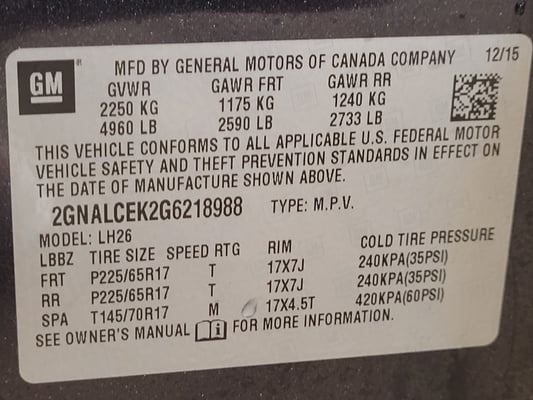 GM ® MFD BY GENERAL MOTORS OF CANADA COMPANY 12/15
GVWR GAWR FRT GAWR RR
2250 KG 1175 KG 1240 KG
4960 LB 2590 LB 2733 LB
THIS VEHICLE CONFORMS TO ALL APPLICABLE U.S. FEDERAL MOTOR
VEHICLE SAFETY AND THEFT PREVENTION STANDARDS IN EFFECT ON
THE DATE OF MANUFACTURE SHOWN ABOVE.
2GNALCEK2G6218988 TYPE: M.P.V.
MODEL: LH26
LBBZ TIRE SIZE SPEED RTG RIM COLD TIRE PRESSURE
FRT P225/65R17 T 17X7J 240KPA(35PSI)
RR P225/65R17 T 17X7J 240KPA(35PSI)
SPA T145/70R17 M 17X4.5T 420KPA(60PSI)
SEE OWNER'S MANUAL FOR MORE INFORMATION.